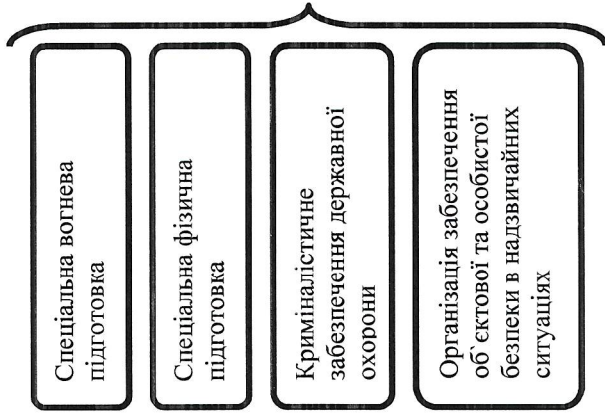 Спеціальна вогнева
підготовка
Спеціальна фізична
підготовка
Криміналістичне
забезпечення державної
охорони
Організація забезпечення
об`єктової та особистої
безпеки в надзвичайних
ситуаціях